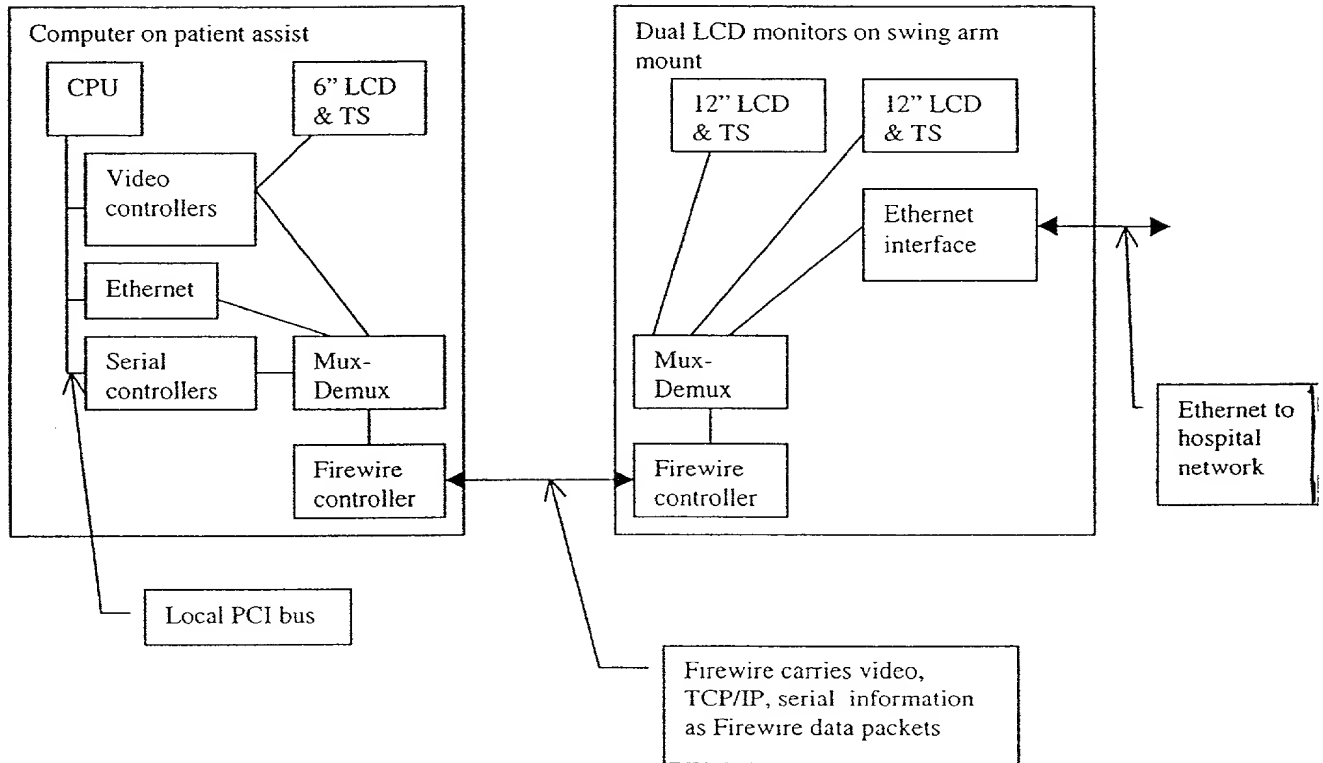 Computer on patient assist
CPU
6” LCD
& TS
Video
controllers
Ethernet
Serial
controllers
Mux-
Demux
Firewire
controller
Dual LCD monitors on swing arm
mount
12” LCD
& TS
12” LCD
& TS
Ethernet
interface
Mux-
Demux
Firewire
controller
Ethernet to
hospital
network
Local PCI bus
Firewire carries video,
TCP/IP, serial information
as Firewire data packets